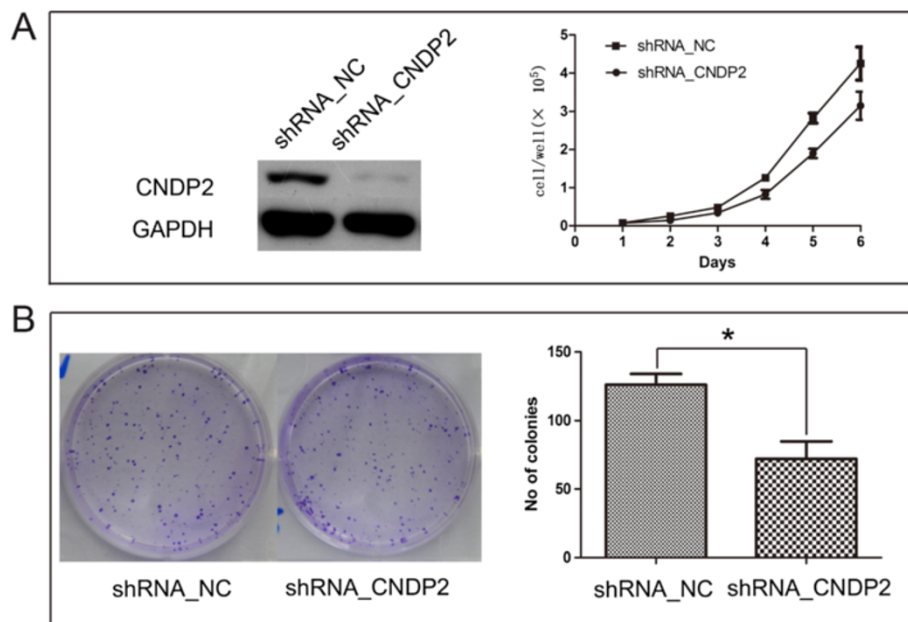 A
shRNA_NC
shRNA_CNDP2
CNDP2
GAPDH
shRNA_NC
shRNA_CNDP2
cell/well(× 10⁵)
5
4
3
2
1
0
0 1 2 3 4 5 6
Days
B
shRNA_NC
shRNA_CNDP2
No of colonies
150
100
50
0
*
shRNA_NC
shRNA_CNDP2